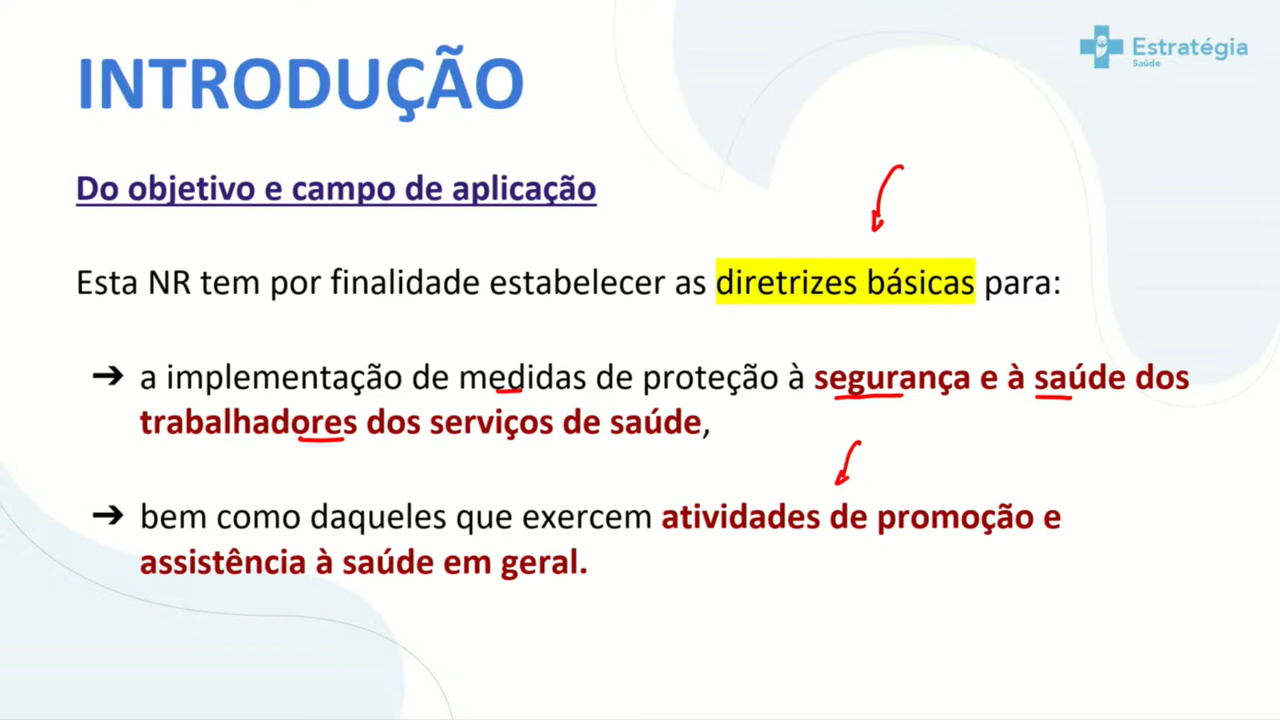 Estratégia
Saúde
INTRODUÇÃO
Do objetivo e campo de aplicação
Esta NR tem por finalidade estabelecer as diretrizes básicas para:
➔ a implementação de medidas de proteção à segurança e à saúde dos
trabalhadores dos serviços de saúde,
➔ bem como daqueles que exercem atividades de promoção e
assistência à saúde em geral.